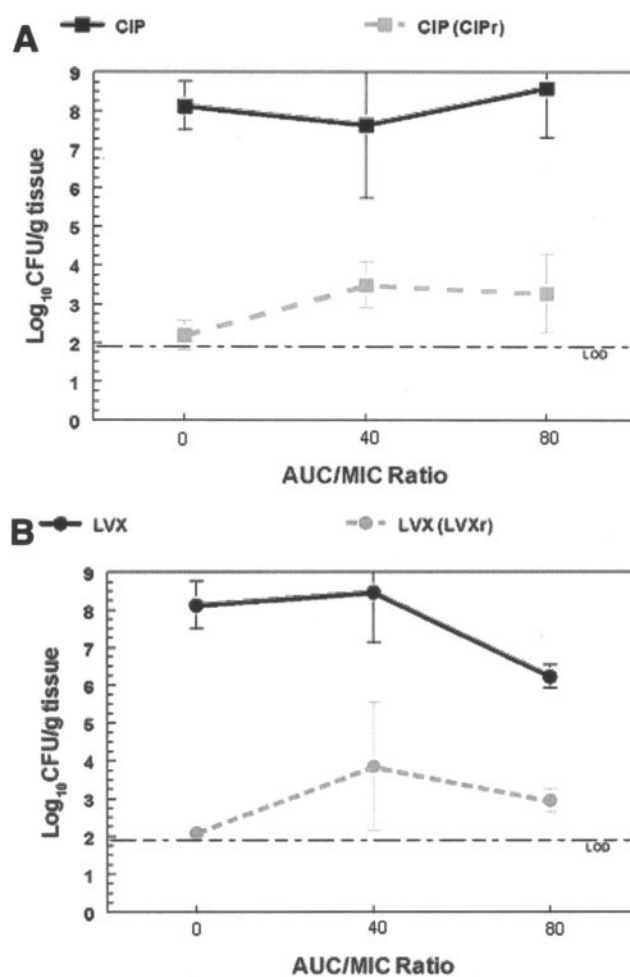 A
CIP CIP (CIPr)
9
8
7
6
5
4
3
2
1
0
Log10CFU/g tissue
LOD
0 40 80
AUC/MIC Ratio
B
LVX LVX (LVXr)
9
8
7
6
5
4
3
2
1
0
Log10CFU/g tissue
LOD
0 40 80
AUC/MIC Ratio